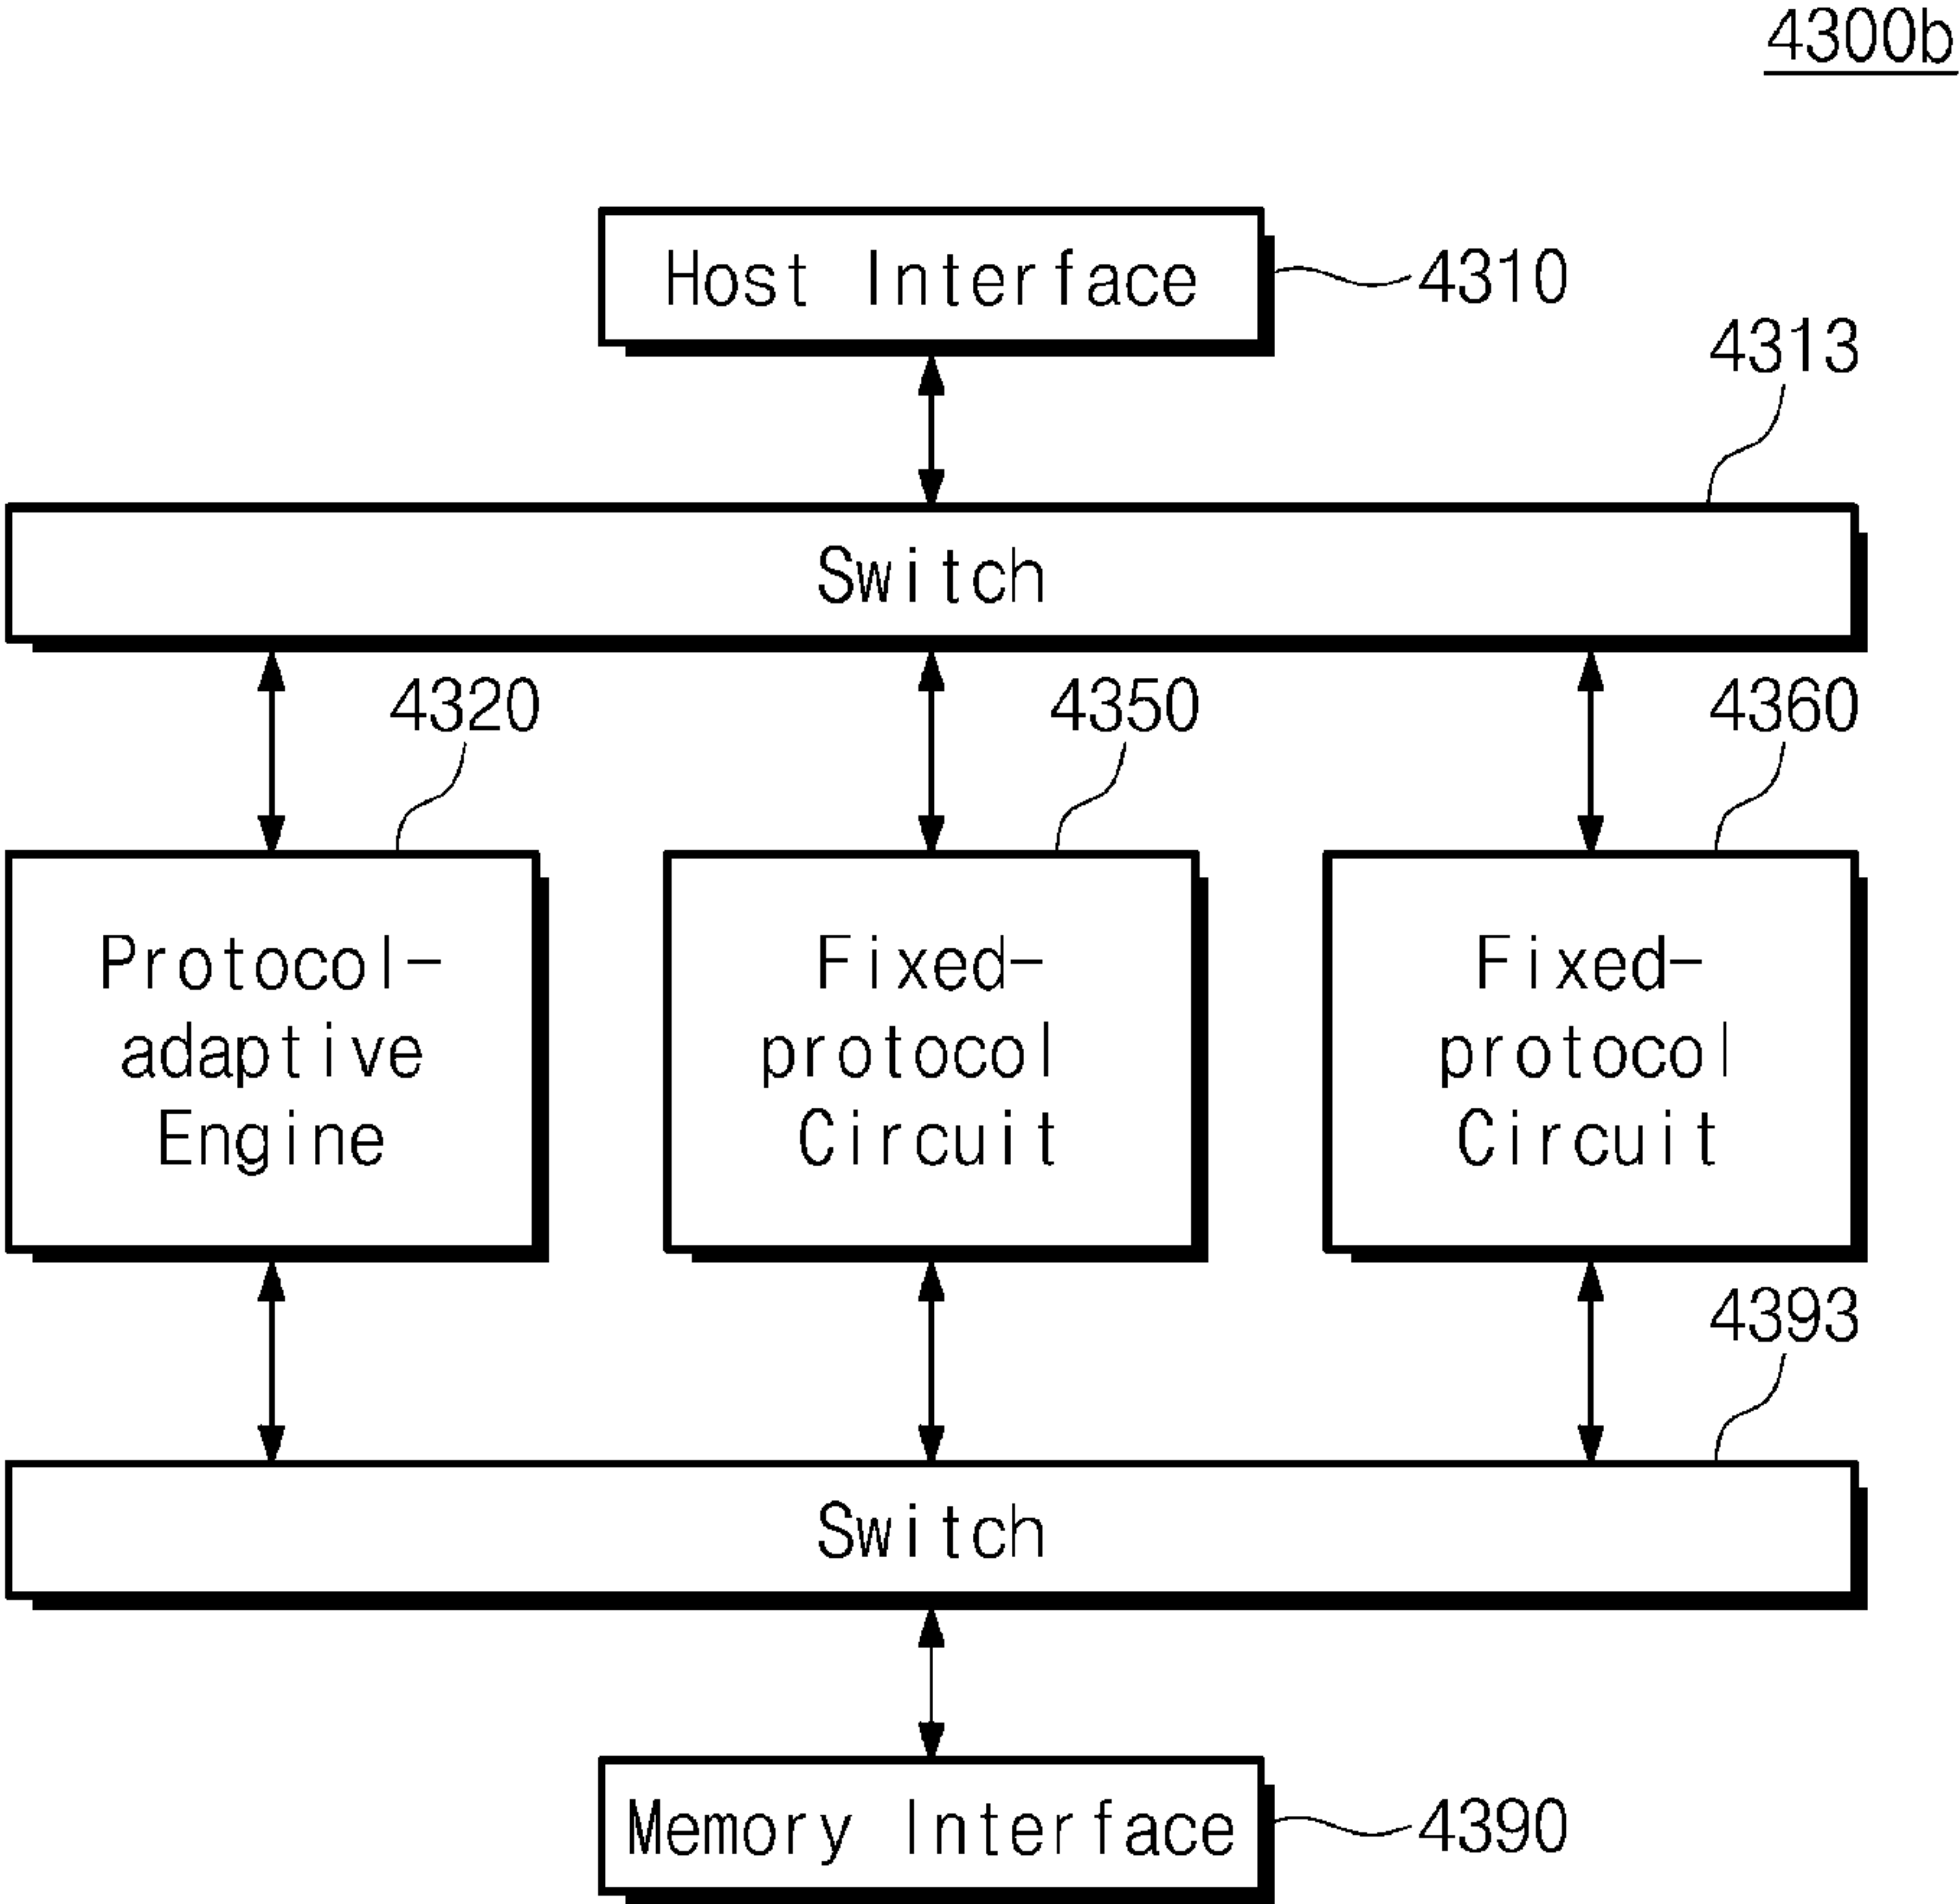 4300b
Host Interface
4310
4313
Switch
4320
4350
4360
Protocol-
adaptive
Engine
Fixed-
protocol
Circuit
Fixed-
protocol
Circuit
4393
Switch
Memory Interface
4390